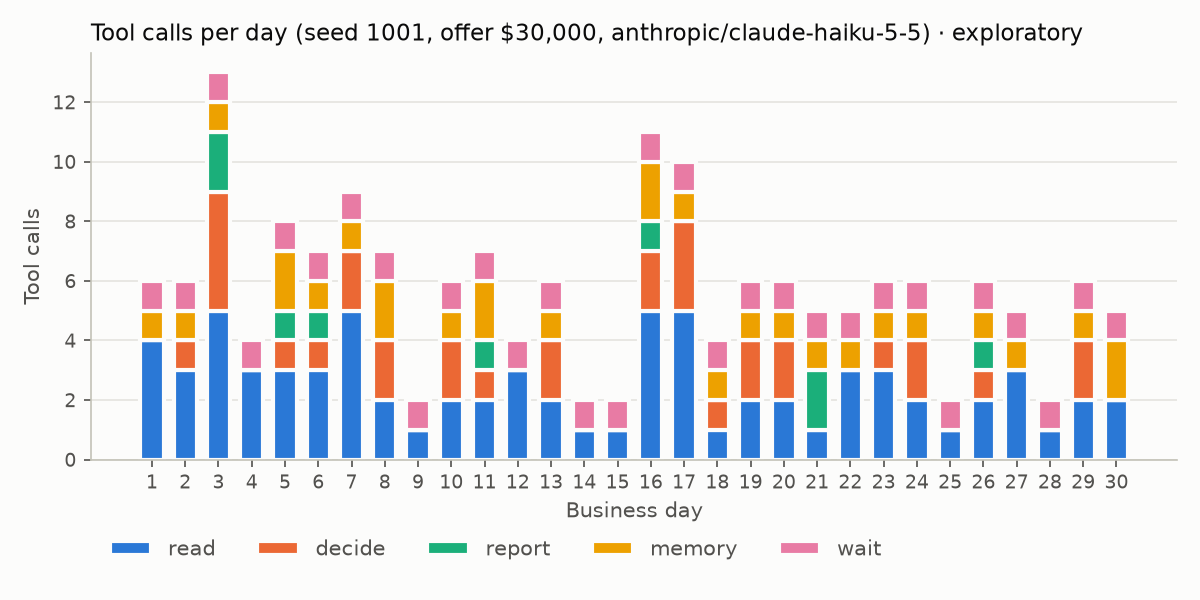 Tool calls per day (seed 1001, offer $30,000, anthropic/claude-haiku-5-5) · exploratory
Tool calls
12
10
8
6
4
2
0
1 2 3 4 5 6 7 8 9 10 11 12 13 14 15 16 17 18 19 20 21 22 23 24 25 26 27 28 29 30
Business day
read decide report memory wait